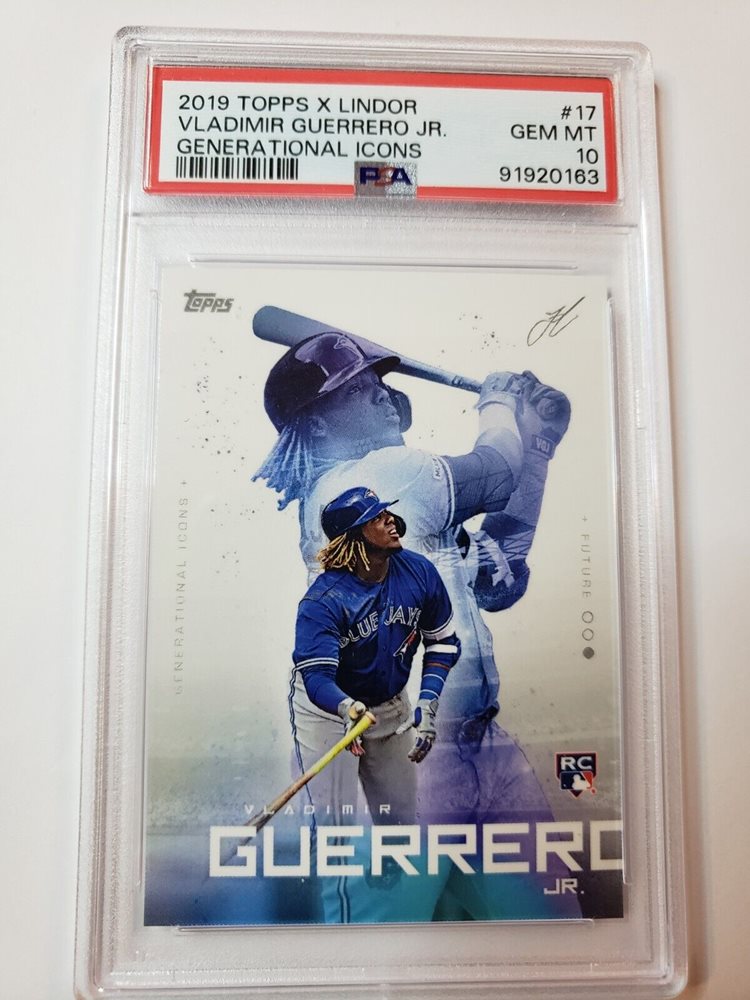 2019 TOPPS X LINDOR #17
VLADIMIR GUERRERO JR. GEM MT
GENERATIONAL ICONS 10
PSA 91920163
Topps
GENERATIONAL ICONS
FUTURE
BLUE JAYS
RC
VLADIMIR
GUERRERO
JR.